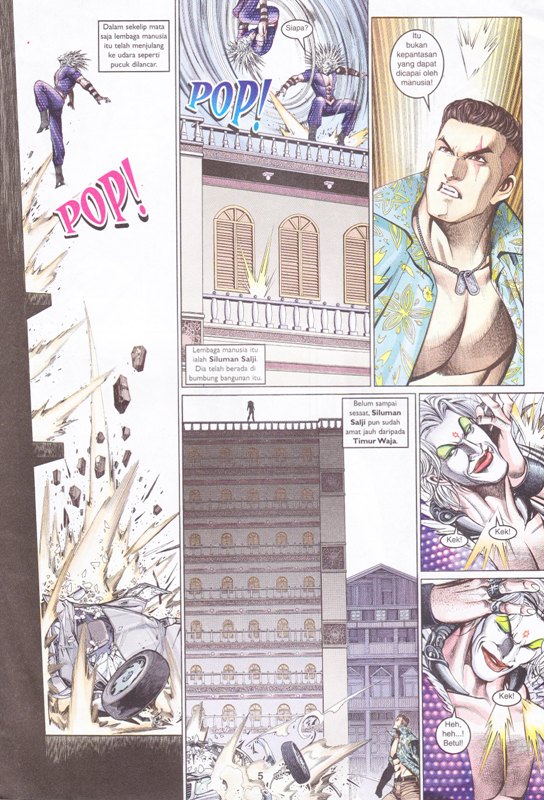 Dalam sekelip mata
saja lembaga manusia
itu telah menjulang
ke udara seperti
pucuk dilancar.
POP!
Siapa?
POP!
Lembaga manusia itu
ialah Siluman Salji.
Dia telah berada di
bumbung bangunan itu.
Itu
bukan
kepantasan
yang dapat
dicapai oleh
manusia!
Belum sampai
sesaat, Siluman
Salji pun sudah
amat jauh daripada
Timur Waja.
Kek!
Kek!
Kek!
Heh,
heh...!
Betul!
5